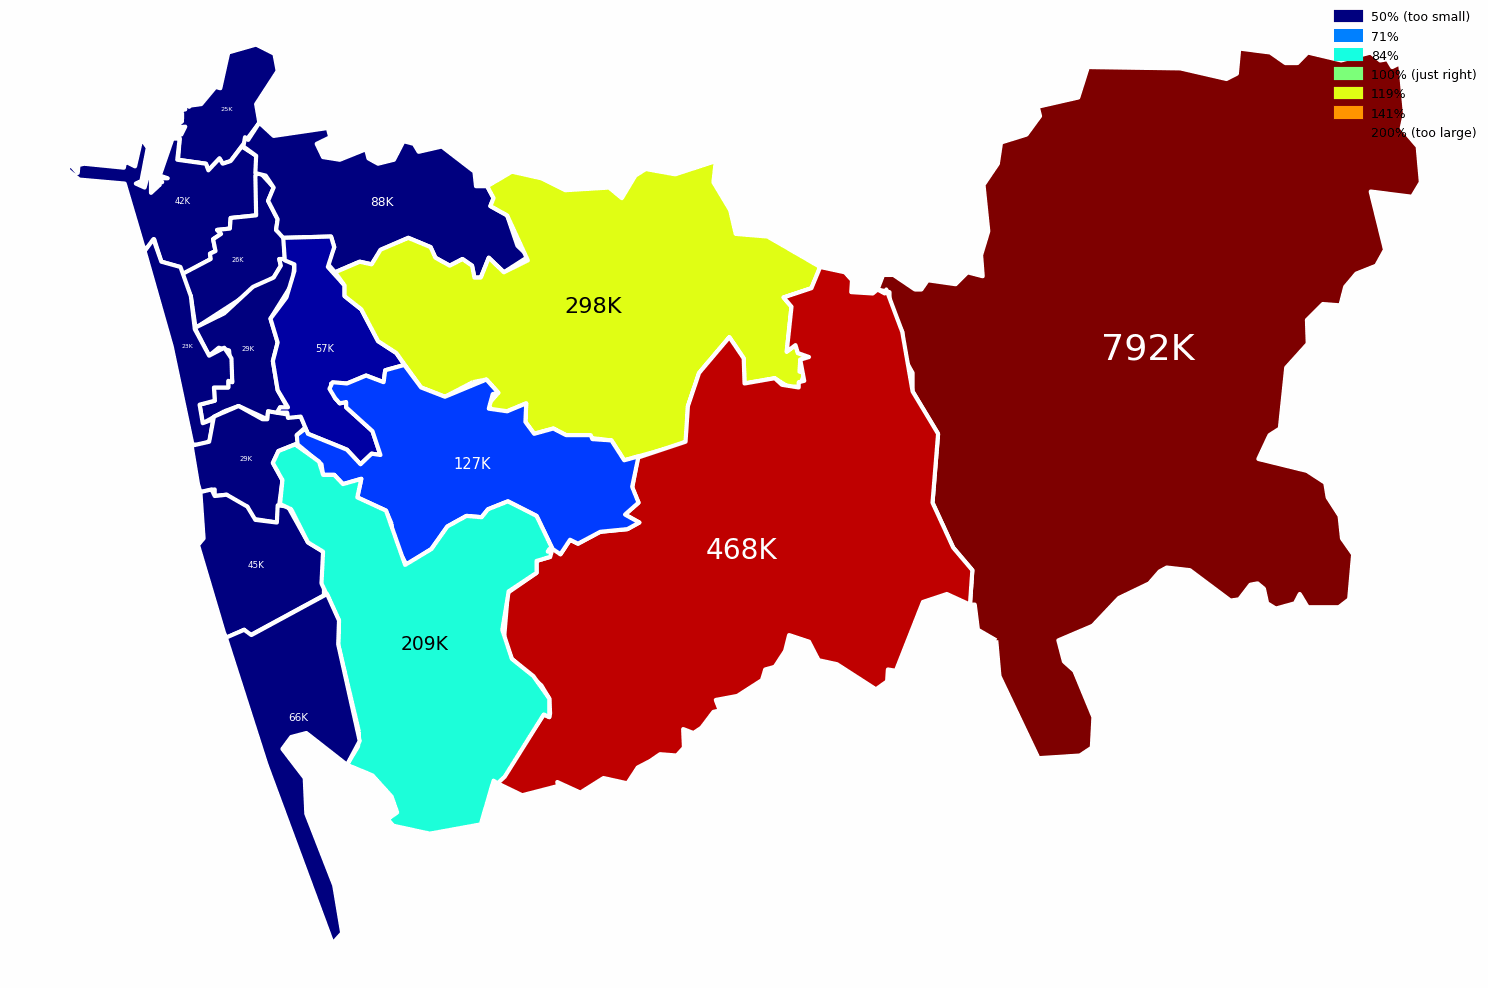 50% (too small)
71%
84%
100% (just right)
119%
141%
200% (too large)
25K
42K
88K
26K
298K
23K
29K
57K
792K
29K
127K
45K
468K
209K
66K